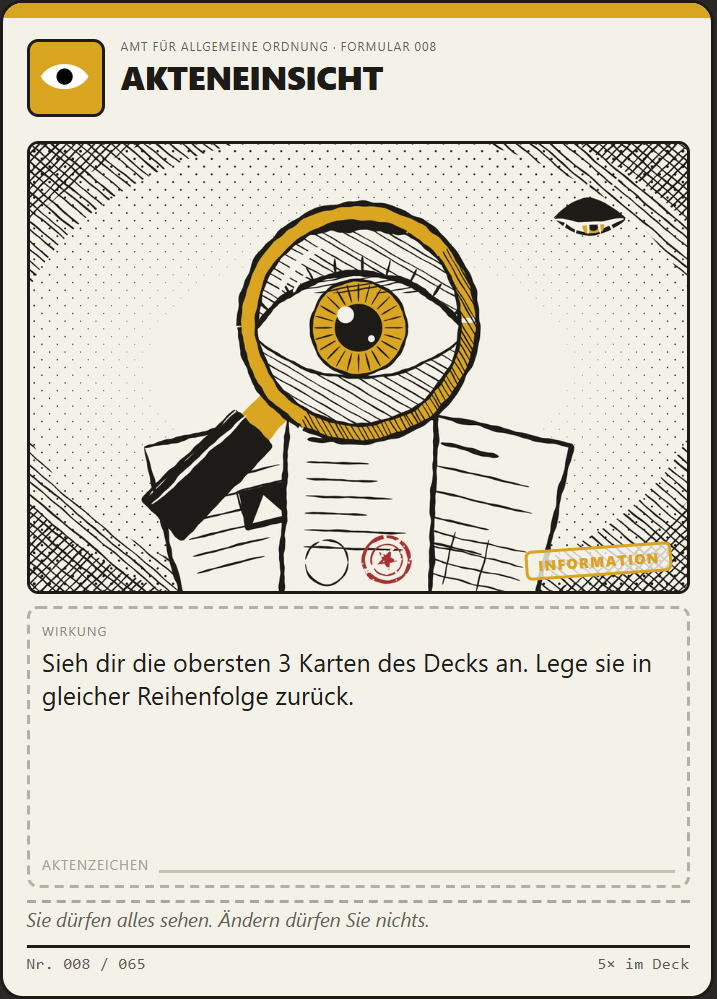 AMT FÜR ALLGEMEINE ORDNUNG · FORMULAR 008
AKTENEINSICHT
INFORMATION
WIRKUNG
Sieh dir die obersten 3 Karten des Decks an. Lege sie in
gleicher Reihenfolge zurück.
AKTENZEICHEN
Sie dürfen alles sehen. Ändern dürfen Sie nichts.
Nr. 008 / 065
5× im Deck